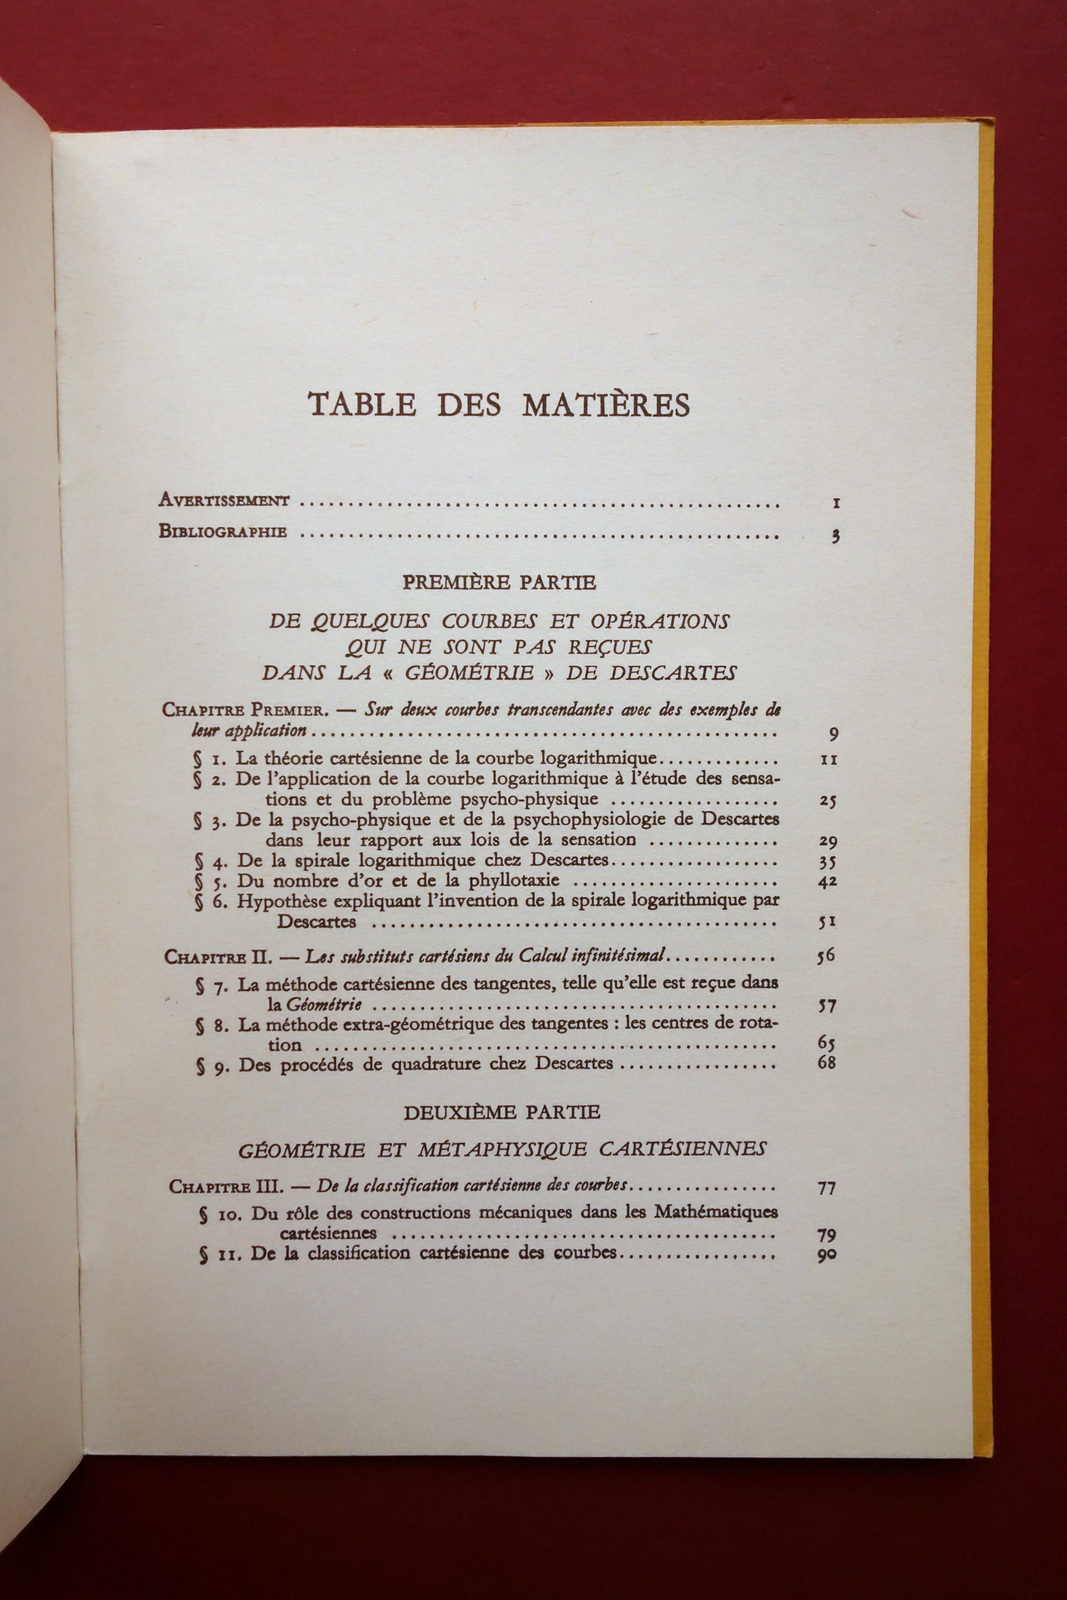 TABLE DES MATIÈRES
AVERTISSEMENT .................................................. 1
BIBLIOGRAPHIE .................................................. 3
PREMIÈRE PARTIE
DE QUELQUES COURBES ET OPÉRATIONS
QUI NE SONT PAS REÇUES
DANS LA « GÉOMÉTRIE » DE DESCARTES
CHAPITRE PREMIER. — Sur deux courbes transcendantes avec des exemples de
leur application ................................................ 9
§ 1. La théorie cartésienne de la courbe logarithmique............. 11
§ 2. De l'application de la courbe logarithmique à l'étude des sensa-
tions et du problème psycho-physique .................. 25
§ 3. De la psycho-physique et de la psychophysiologie de Descartes
dans leur rapport aux lois de la sensation .............. 29
§ 4. De la spirale logarithmique chez Descartes.................. 35
§ 5. Du nombre d'or et de la phyllotaxie ...................... 42
§ 6. Hypothèse expliquant l'invention de la spirale logarithmique par
Descartes .......................................... 51
CHAPITRE II. — Les substituts cartésiens du Calcul infinitésimal............ 56
§ 7. La méthode cartésienne des tangentes, telle qu'elle est reçue dans
la Géométrie .......................................... 57
§ 8. La méthode extra-géométrique des tangentes : les centres de rota-
tion ................................................ 65
§ 9. Des procédés de quadrature chez Descartes ................. 68
DEUXIÈME PARTIE
GÉOMÉTRIE ET MÉTAPHYSIQUE CARTÉSIENNES
CHAPITRE III. — De la classification cartésienne des courbes................ 77
§ 10. Du rôle des constructions mécaniques dans les Mathématiques
cartésiennes ........................................ 79
§ 11. De la classification cartésienne des courbes................. 90